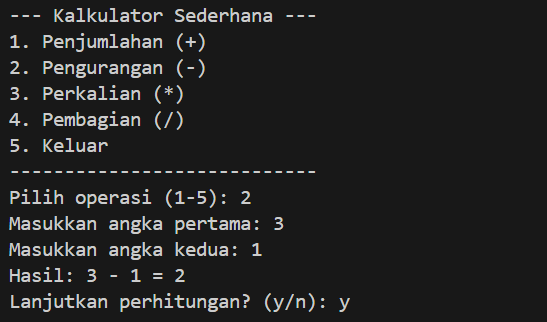 --- Kalkulator Sederhana ---
1. Penjumlahan (+)
2. Pengurangan (-)
3. Perkalian (*)
4. Pembagian (/)
5. Keluar
----------------------------
Pilih operasi (1-5): 2
Masukkan angka pertama: 3
Masukkan angka kedua: 1
Hasil: 3 - 1 = 2
Lanjutkan perhitungan? (y/n): y